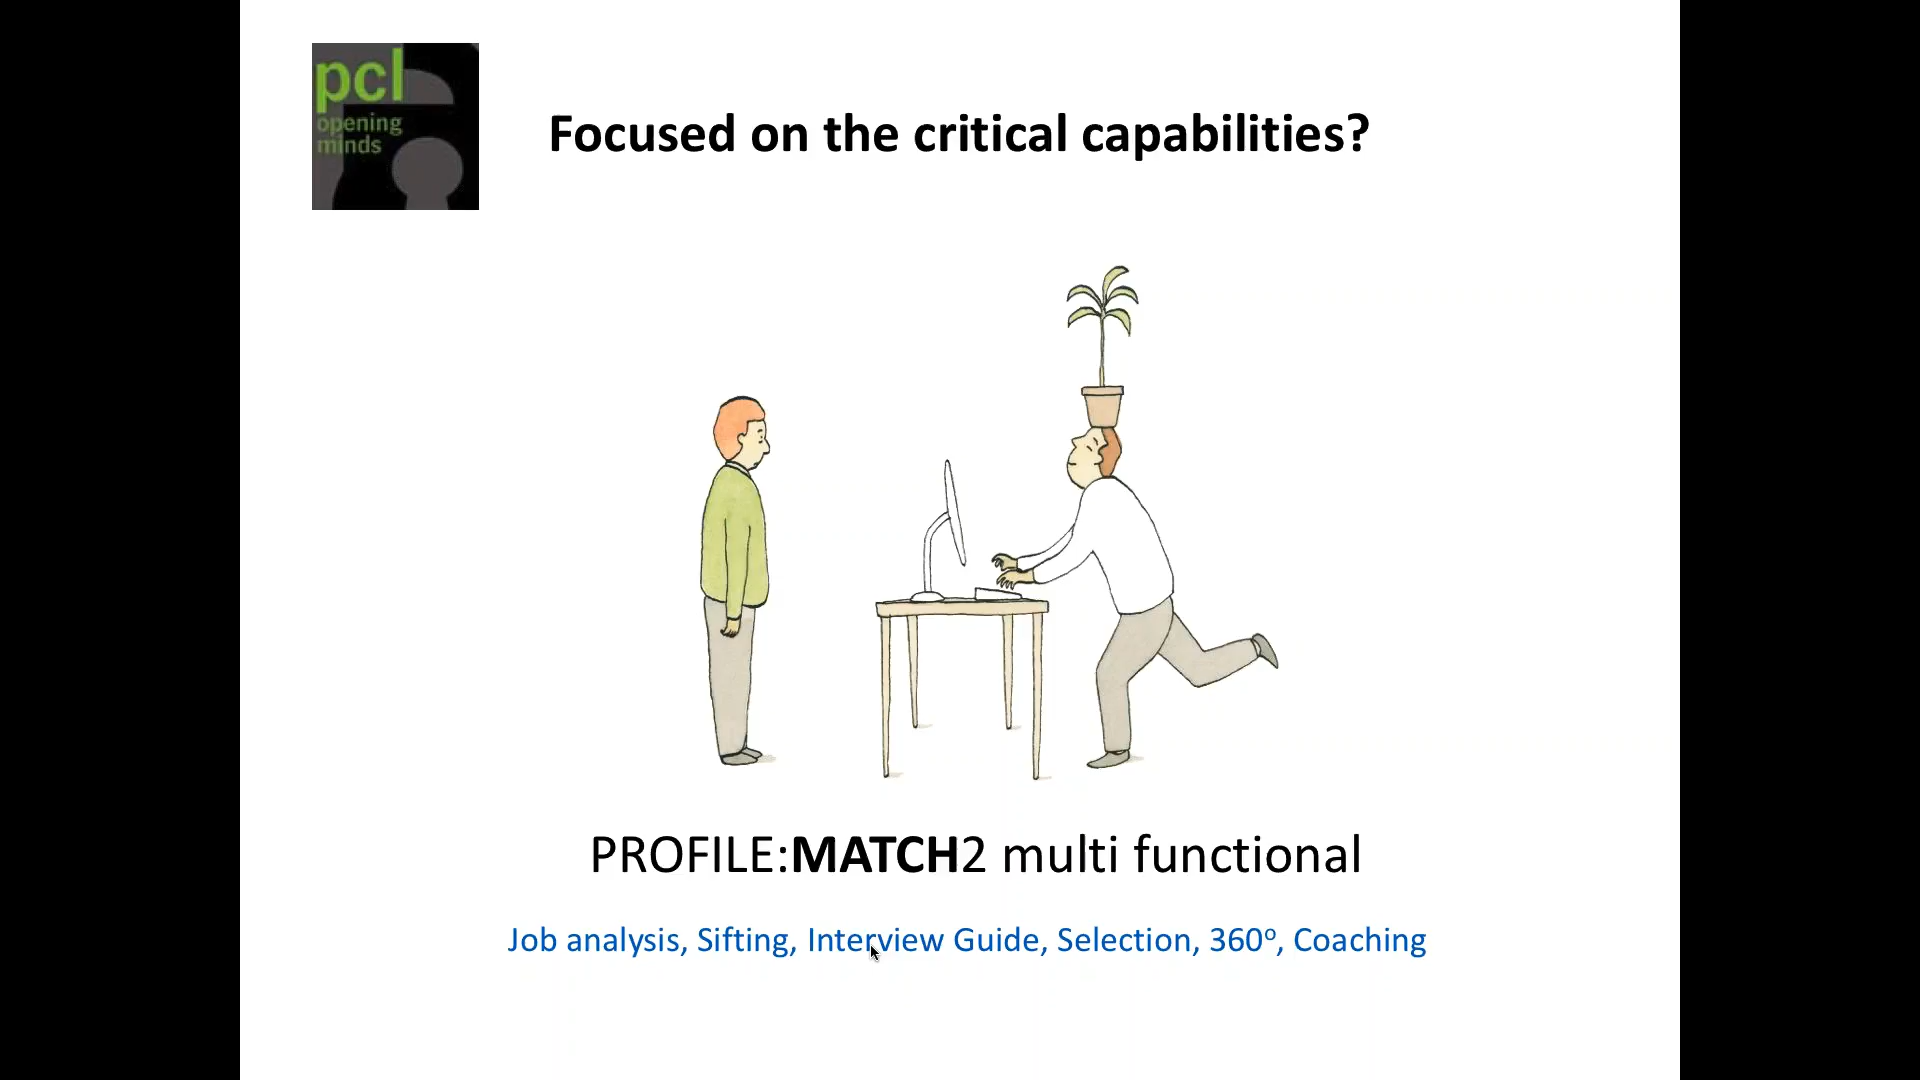 pcl
opening
minds
Focused on the critical capabilities?
PROFILE:MATCH2 multi functional
Job analysis, Sifting, Interview Guide, Selection, 360º, Coaching